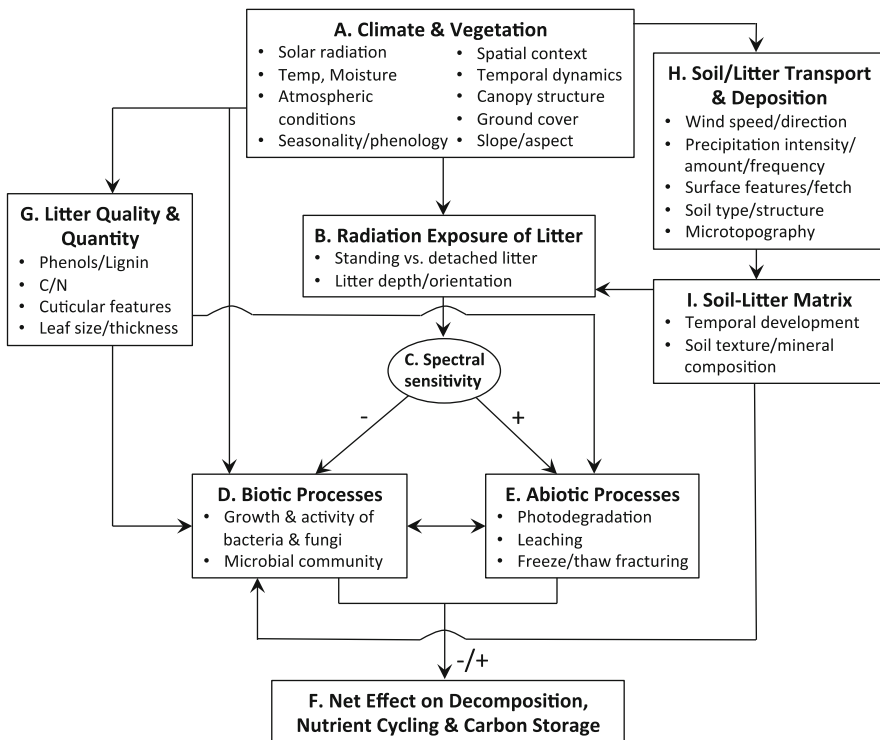 A. Climate & Vegetation
• Solar radiation
• Temp, Moisture
• Atmospheric
conditions
• Seasonality/phenology
• Spatial context
• Temporal dynamics
• Canopy structure
• Ground cover
• Slope/aspect
H. Soil/Litter Transport
& Deposition
• Wind speed/direction
• Precipitation intensity/
amount/frequency
• Surface features/fetch
• Soil type/structure
• Microtopography
G. Litter Quality &
Quantity
• Phenols/Lignin
• C/N
• Cuticular features
• Leaf size/thickness
B. Radiation Exposure of Litter
• Standing vs. detached litter
• Litter depth/orientation
I. Soil-Litter Matrix
• Temporal development
• Soil texture/mineral
composition
C. Spectral
sensitivity
-
+
D. Biotic Processes
• Growth & activity of
bacteria & fungi
• Microbial community
E. Abiotic Processes
• Photodegradation
• Leaching
• Freeze/thaw fracturing
-/+
F. Net Effect on Decomposition,
Nutrient Cycling & Carbon Storage